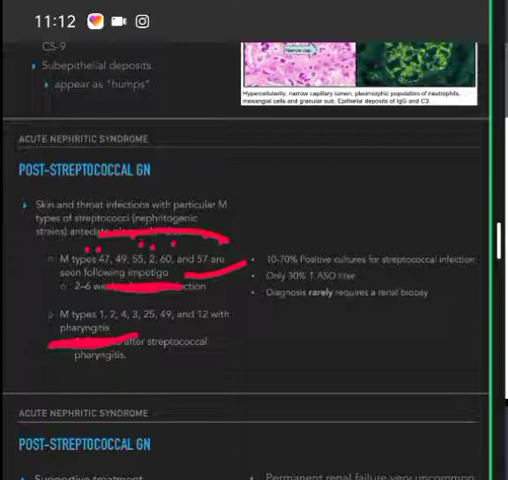 11:12
CS-9
Subepithelial deposits
appear as "humps"
Narrow cap
Hypercellularity, narrow capillary lumen, pleomorphic population of neutrophils,
mesangial cells and granular sub. Epithelial deposits of IgG and C3.
ACUTE NEPHRITIC SYNDROME
POST-STREPTOCOCCAL GN
Skin and throat infections with particular M
types of streptococci (nephritogenic
strains) antedate
M types 47, 49, 55, 2, 60, and 57 are
seen following impetigo
2–6
M types 1, 2, 4, 3, 25, 49, and 12 with
pharyngitis
after streptococcal
pharyngitis.
10-70% Positive cultures for streptococcal infection
Only 30% ↑ ASO titer
Diagnosis rarely requires a renal biopsy
ACUTE NEPHRITIC SYNDROME
POST-STREPTOCOCCAL GN
Supportive treatment
Permanent renal failure very uncommon